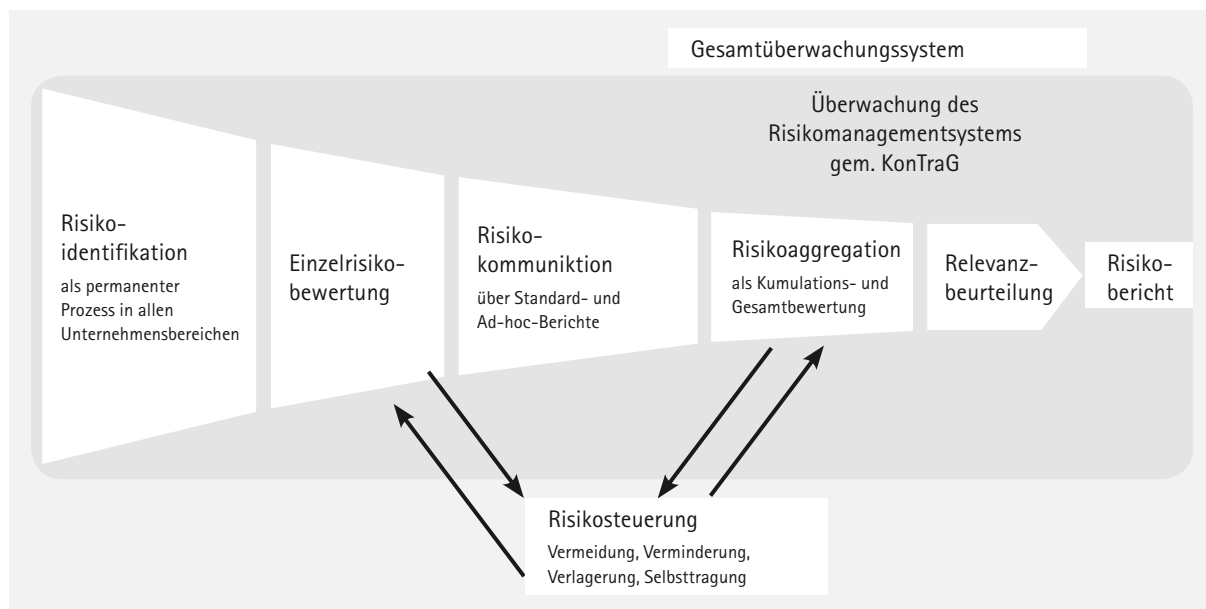 Gesamtüberwachungssystem
Überwachung des
Risikomanagementsystems
gem. KonTraG
Risiko-
identifikation
als permanenter
Prozess in allen
Unternehmensbereichen
Einzelrisiko-
bewertung
Risiko-
kommuniktion
über Standard- und
Ad-hoc-Berichte
Risikoaggregation
als Kumulations- und
Gesamtbewertung
Relevanz-
beurteilung
Risiko-
bericht
Risikosteuerung
Vermeidung, Verminderung,
Verlagerung, Selbsttragung